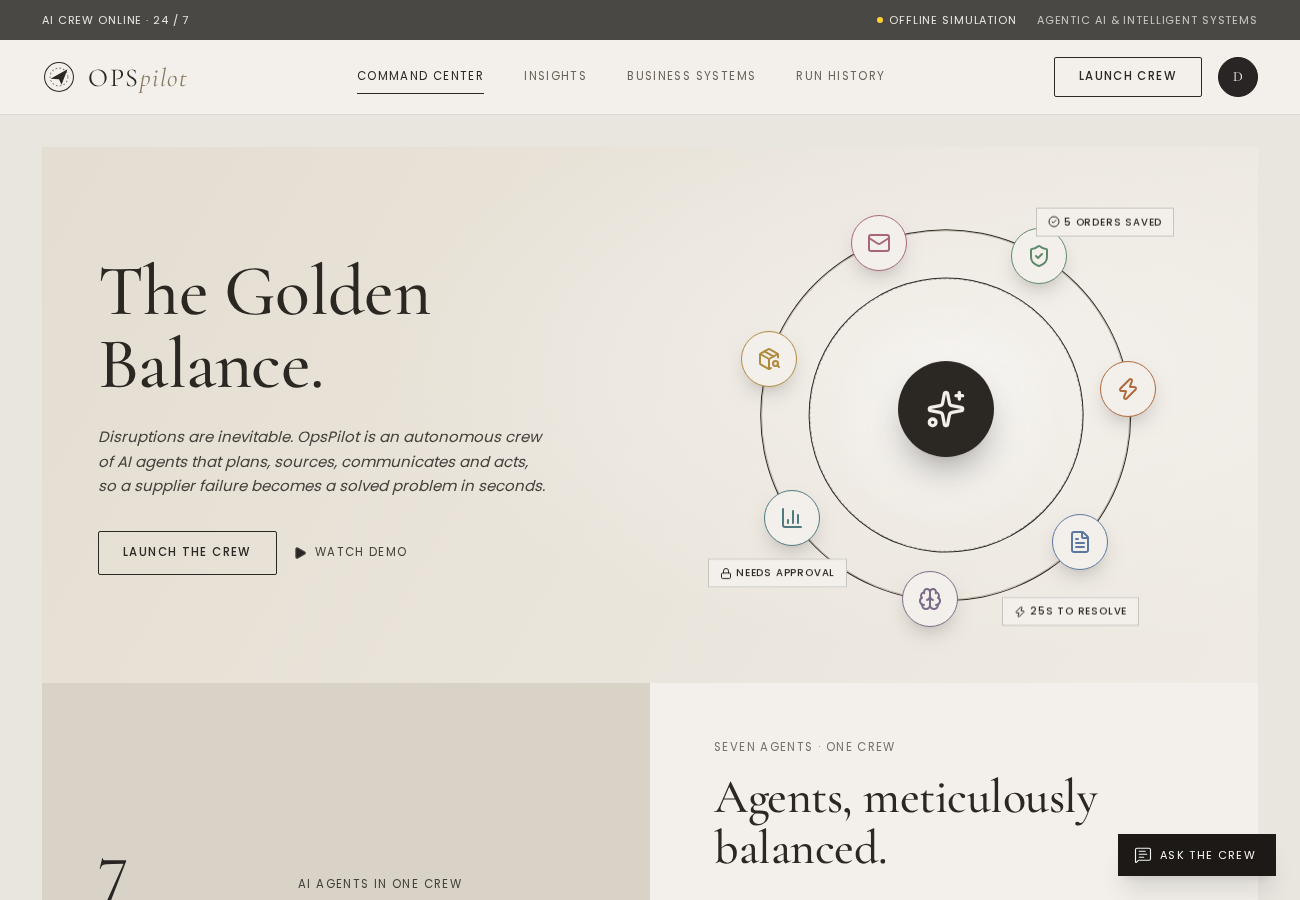 AI CREW ONLINE · 24 / 7
OFFLINE SIMULATION
AGENTIC AI & INTELLIGENT SYSTEMS
OPSpilot
COMMAND CENTER
INSIGHTS
BUSINESS SYSTEMS
RUN HISTORY
LAUNCH CREW
D
The Golden
Balance.
Disruptions are inevitable. OpsPilot is an autonomous crew
of AI agents that plans, sources, communicates and acts,
so a supplier failure becomes a solved problem in seconds.
LAUNCH THE CREW
WATCH DEMO
5 ORDERS SAVED
NEEDS APPROVAL
25S TO RESOLVE
7
AI AGENTS IN ONE CREW
SEVEN AGENTS · ONE CREW
Agents, meticulously
balanced.
ASK THE CREW